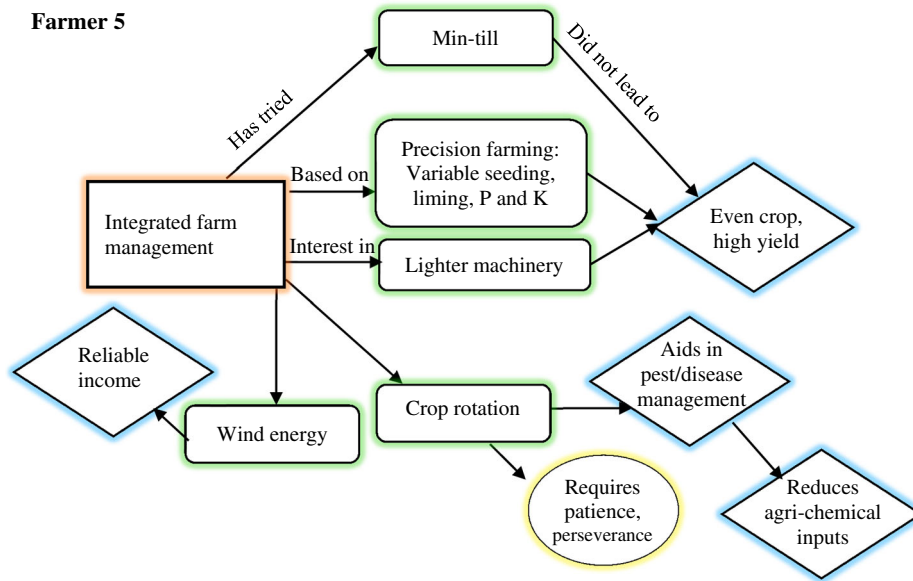 Farmer 5
Min-till
Has tried
Did not lead to
Based on
Precision farming:
Variable seeding,
liming, P and K
Integrated farm
management
Interest in
Lighter machinery
Even crop,
high yield
Reliable
income
Wind energy
Crop rotation
Aids in
pest/disease
management
Requires
patience,
perseverance
Reduces
agri-chemical
inputs